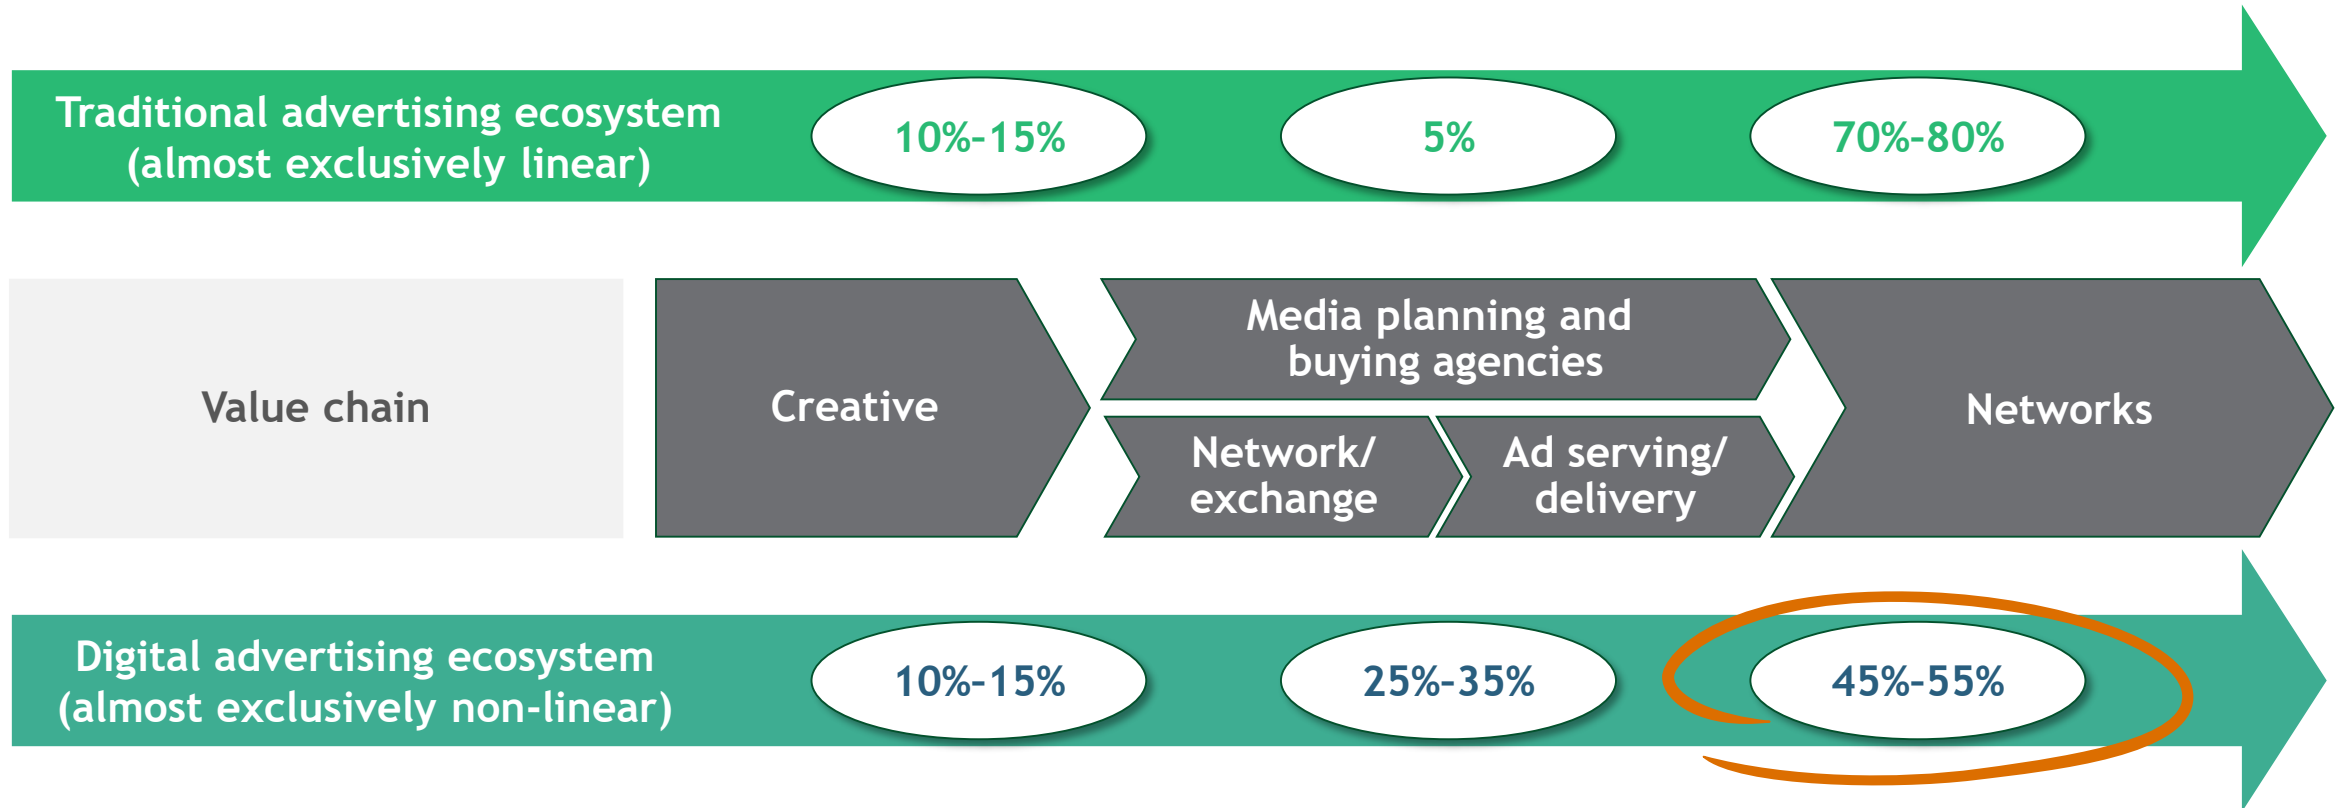 Traditional advertising ecosystem
(almost exclusively linear)
10%–15%
5%
70%–80%
Value chain
Creative
Media planning and
buying agencies
Network/
exchange
Ad serving/
delivery
Networks
Digital advertising ecosystem
(almost exclusively non-linear)
10%–15%
25%–35%
45%–55%